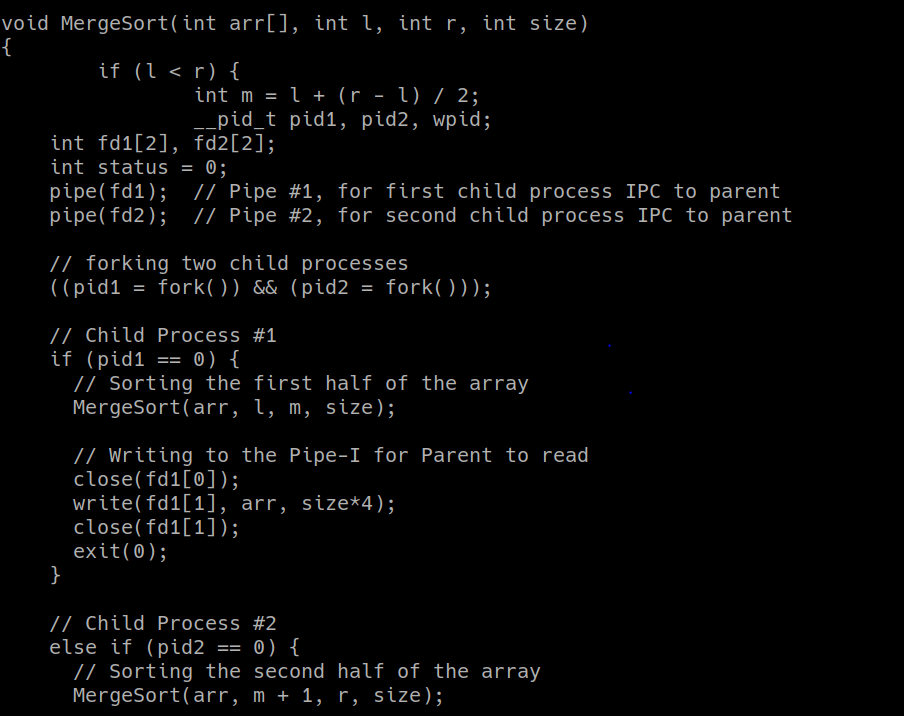 void MergeSort(int arr[], int l, int r, int size)
{
        if (l < r) {
                int m = l + (r - l) / 2;
                __pid_t pid1, pid2, wpid;
    int fd1[2], fd2[2];
    int status = 0;
    pipe(fd1);  // Pipe #1, for first child process IPC to parent
    pipe(fd2);  // Pipe #2, for second child process IPC to parent

    // forking two child processes
    ((pid1 = fork()) && (pid2 = fork()));

    // Child Process #1
    if (pid1 == 0) {
      // Sorting the first half of the array
      MergeSort(arr, l, m, size);

      // Writing to the Pipe-I for Parent to read
      close(fd1[0]);
      write(fd1[1], arr, size*4);
      close(fd1[1]);
      exit(0);
    }

    // Child Process #2
    else if (pid2 == 0) {
      // Sorting the second half of the array
      MergeSort(arr, m + 1, r, size);